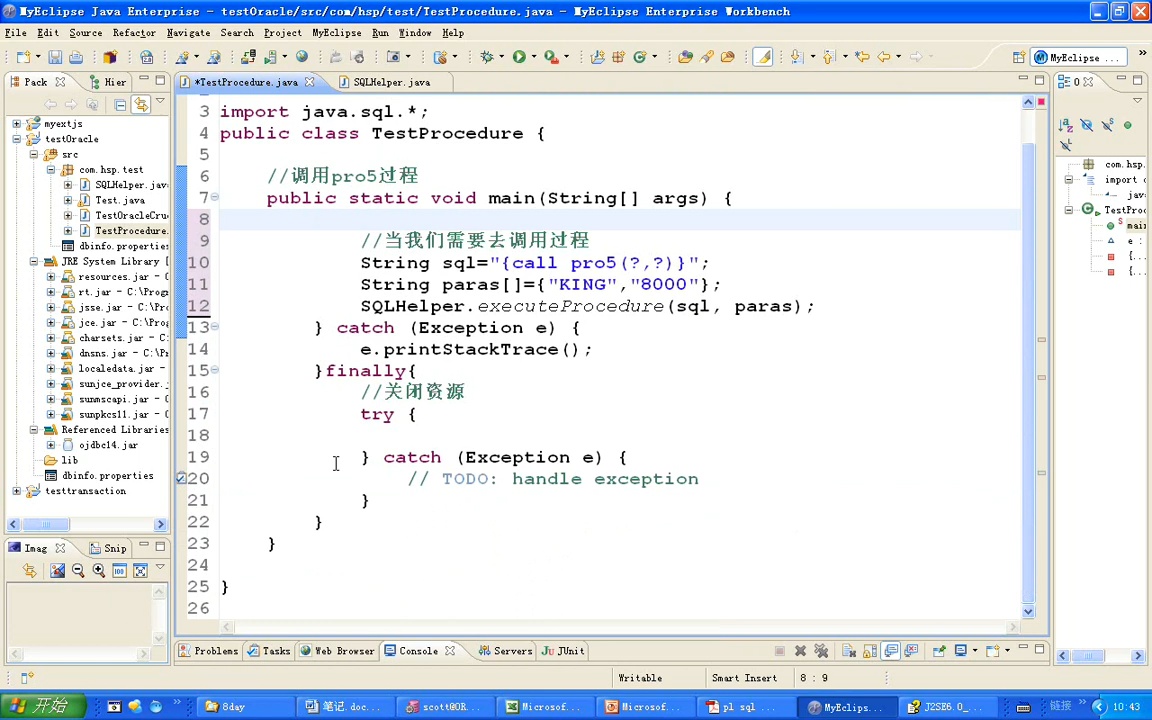 MyEclipse Java Enterprise - testOracle/src/com/hsp/test/TestProcedure.java - MyEclipse Enterprise Workbench
File Edit Source Refactor Navigate Search Project MyEclipse Run Window Help
MyEclipse ...
Pack
Hier
*TestProcedure.java
SQLHelper.java
myextjs
testOracle
src
com.hsp.test
SQLHelper.jav
Test.java
TestOracleCru
TestProcedure.
dbinfo.properties
JRE System Library [
resources.jar - C:\
rt.jar - C:\Progra
jsse.jar - C:\Prog
jce.jar - C:\Progr
charsets.jar - C:\
dnsns.jar - C:\Pro
localedata.jar - C
sunjce_provider.j
sunmscapi.jar - C
sunpkcs11.jar - C
Referenced Libraries
ojdbc14.jar
lib
dbinfo.properties
testtransaction
3 import java.sql.*;
4 public class TestProcedure {
5
6 //调用pro5过程
7 public static void main(String[] args) {
8
9 //当我们需要去调用过程
10 String sql="{call pro5(?,?)}";
11 String paras[]={"KING","8000"};
12 SQLHelper.executeProcedure(sql, paras);
13 } catch (Exception e) {
14 e.printStackTrace();
15 }finally{
16 //关闭资源
17 try {
18
19 } catch (Exception e) {
20 // TODO: handle exception
21 }
22 }
23 }
24
25 }
26
com.hsp.
import c
java
TestProc
main
e :
{..
{..
Imag
Snip
Problems
Tasks
Web Browser
Console
Servers
JUnit
Writable
Smart Insert
8 : 9
开始
8day
笔记.doc...
scott@OR...
Microsof...
Microsof...
pl sql ...
MyEclips...
J2SE6.0_...
链接
10:43